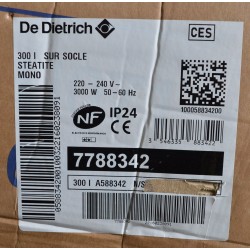 De Dietrich
CES
300 l SUR SOCLE
STEATITE
MONO
220 - 240 V~
3000 W 50-60 Hz
100058834200
NF
IP24
CE
7788342
300 l A588342 N/S